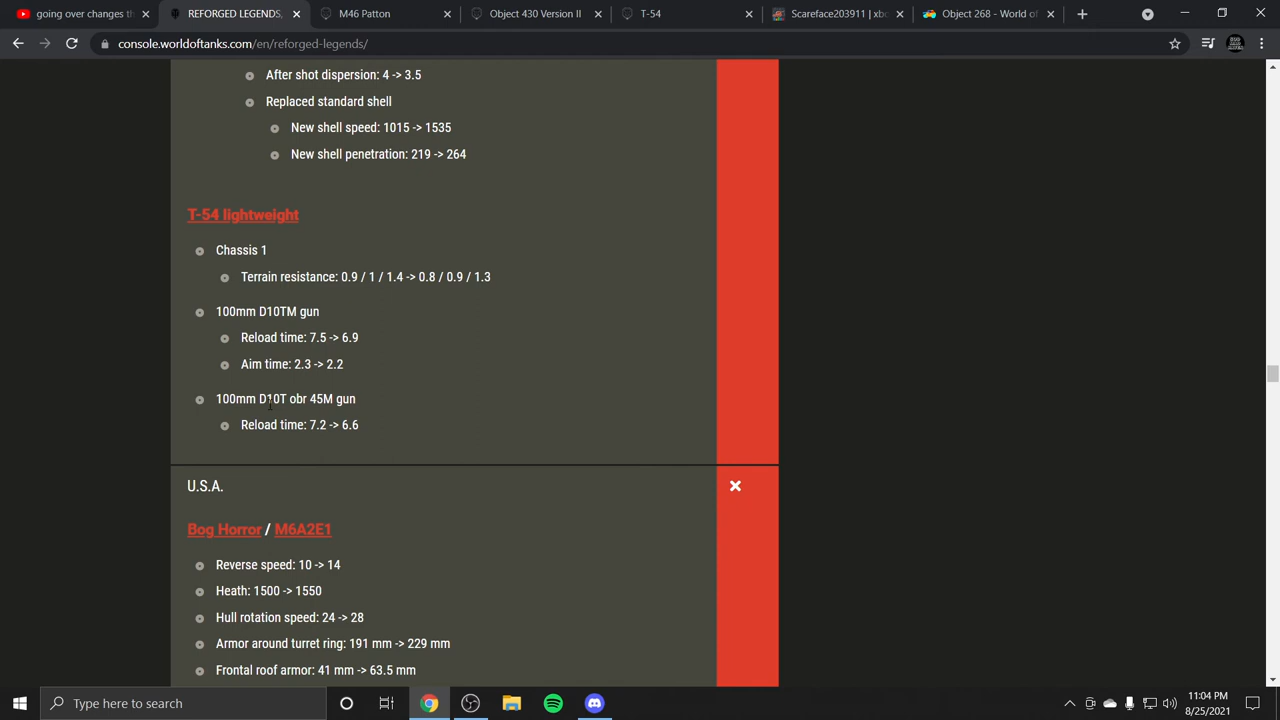 going over changes th
REFORGED LEGENDS,
M46 Patton
Object 430 Version II
T-54
Scareface203911 | xbo
Object 268 - World of
console.worldoftanks.com/en/reforged-legends/
After shot dispersion: 4 -> 3.5
Replaced standard shell
New shell speed: 1015 -> 1535
New shell penetration: 219 -> 264
T-54 lightweight
Chassis 1
Terrain resistance: 0.9 / 1 / 1.4 -> 0.8 / 0.9 / 1.3
100mm D10TM gun
Reload time: 7.5 -> 6.9
Aim time: 2.3 -> 2.2
100mm D10T obr 45M gun
Reload time: 7.2 -> 6.6
U.S.A.
Bog Horror / M6A2E1
Reverse speed: 10 -> 14
Heath: 1500 -> 1550
Hull rotation speed: 24 -> 28
Armor around turret ring: 191 mm -> 229 mm
Frontal roof armor: 41 mm -> 63.5 mm
Type here to search
11:04 PM
8/25/2021